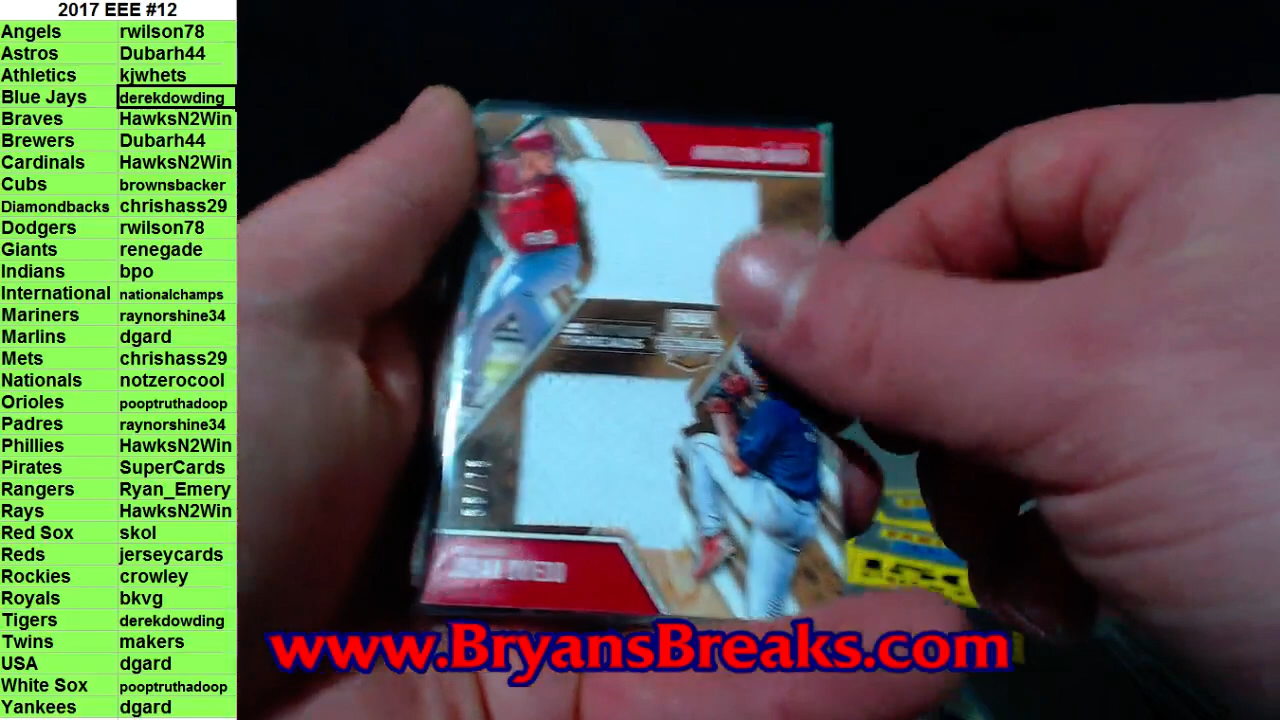 2017 EEE #12
Angels rwilson78
Astros Dubarh44
Athletics kjwhets
Blue Jays derekdowding
Braves HawksN2Win
Brewers Dubarh44
Cardinals HawksN2Win
Cubs brownsbacker
Diamondbacks chrishass29
Dodgers rwilson78
Giants renegade
Indians bpo
International nationalchamps
Mariners raynorshine34
Marlins dgard
Mets chrishass29
Nationals notzerocool
Orioles pooptruthadoop
Padres raynorshine34
Phillies HawksN2Win
Pirates SuperCards
Rangers Ryan_Emery
Rays HawksN2Win
Red Sox skol
Reds jerseycards
Rockies crowley
Royals bkvg
Tigers derekdowding
Twins makers
USA dgard
White Sox pooptruthadoop
Yankees dgard
THREADS
www.BryansBreaks.com